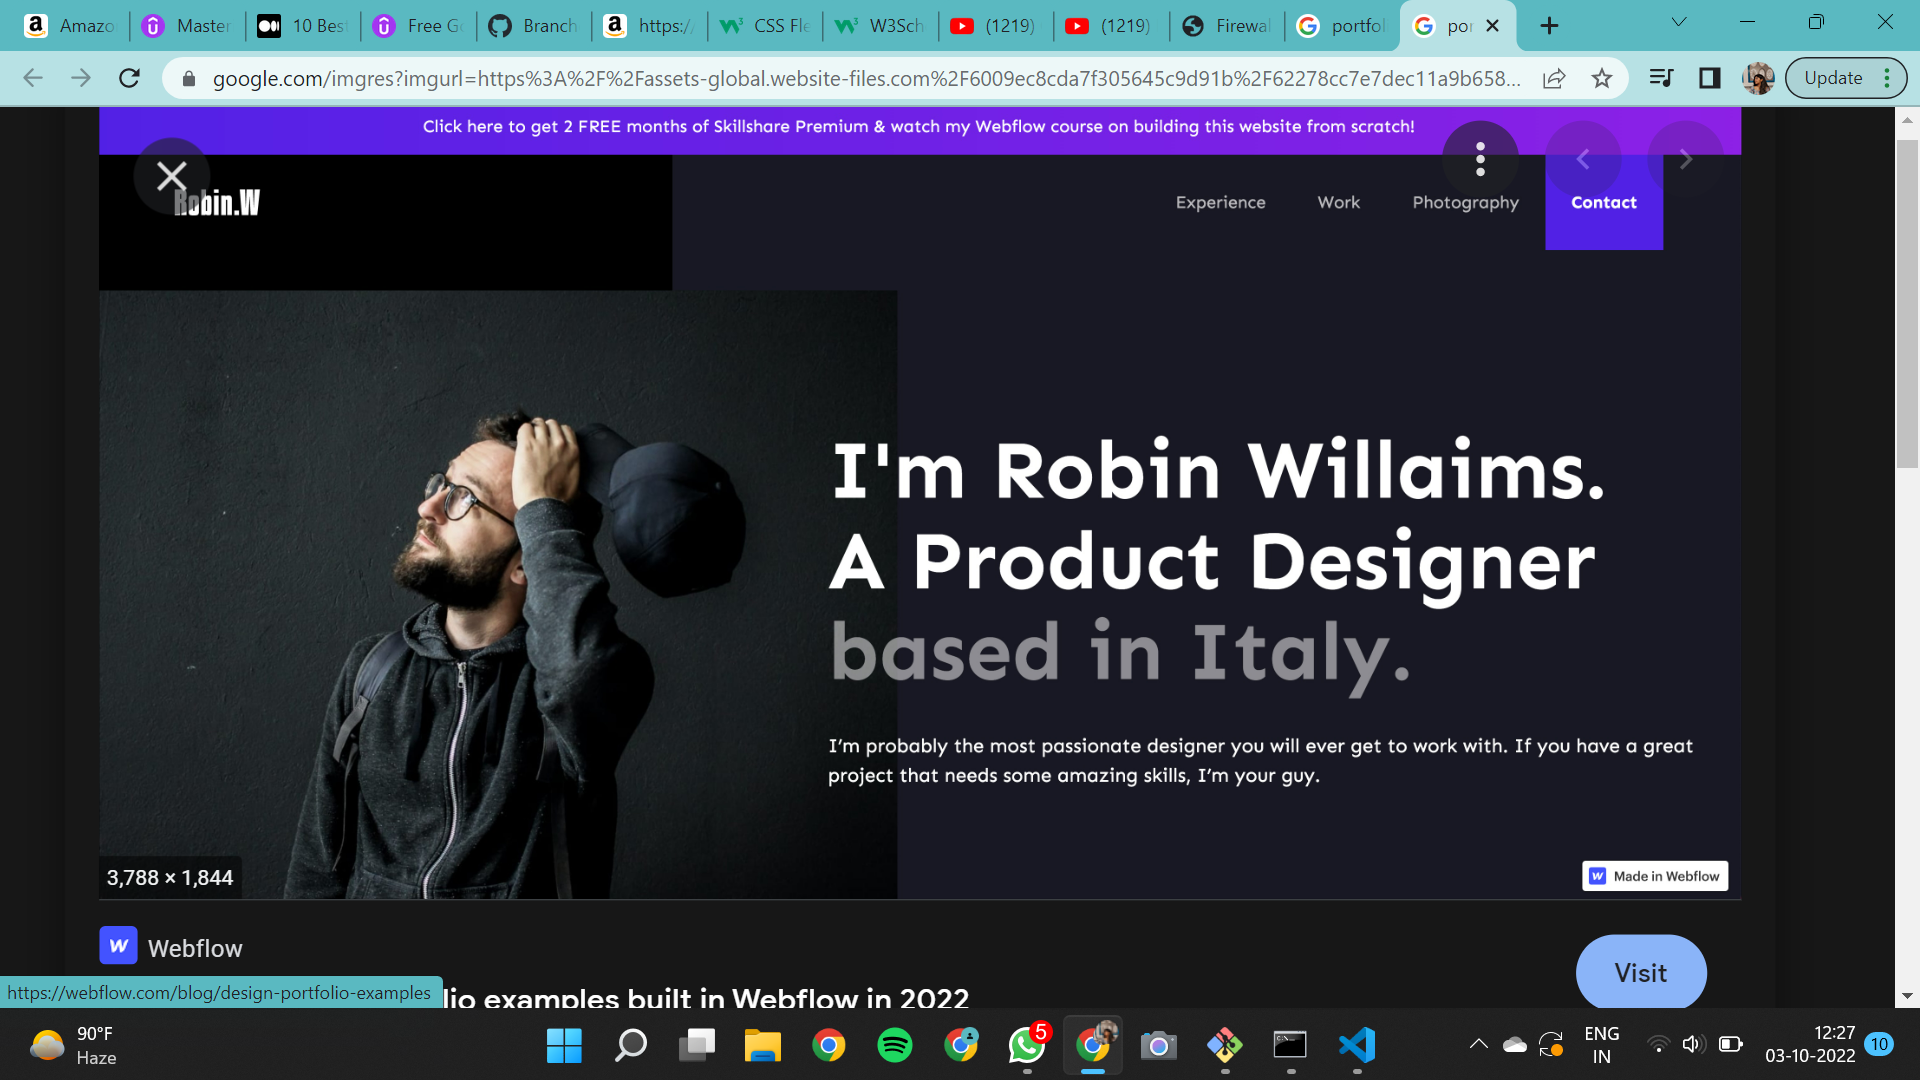 Amazo
Master
10 Bes
Free Go
Branch
https:/
CSS Fle
W3Sch
(1219)
(1219)
Firewal
portfol
por
google.com/imgres?imgurl=https%3A%2F%2Fassets-global.website-files.com%2F6009ec8cda7f305645c9d91b%2F62278cc7e7dec11a9b658...
Update
Click here to get 2 FREE months of Skillshare Premium & watch my Webflow course on building this website from scratch!
Robin.W
Experience
Work
Photography
Contact
I'm Robin Willaims.
A Product Designer
based in Italy.
I'm probably the most passionate designer you will ever get to work with. If you have a great
project that needs some amazing skills, I'm your guy.
3,788 × 1,844
Made in Webflow
Webflow
Visit
https://webflow.com/blog/design-portfolio-examples
lio examples built in Webflow in 2022
90°F
Haze
5
ENG
IN
12:27
03-10-2022
10